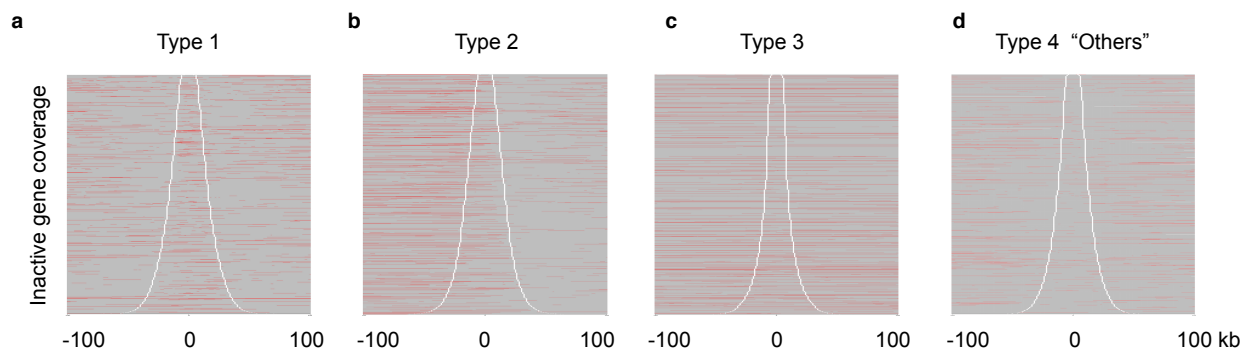 a
Type 1
b
Type 2
c
Type 3
d
Type 4 “Others”
Inactive gene coverage
-100 0 100
-100 0 100
-100 0 100
-100 0 100 kb